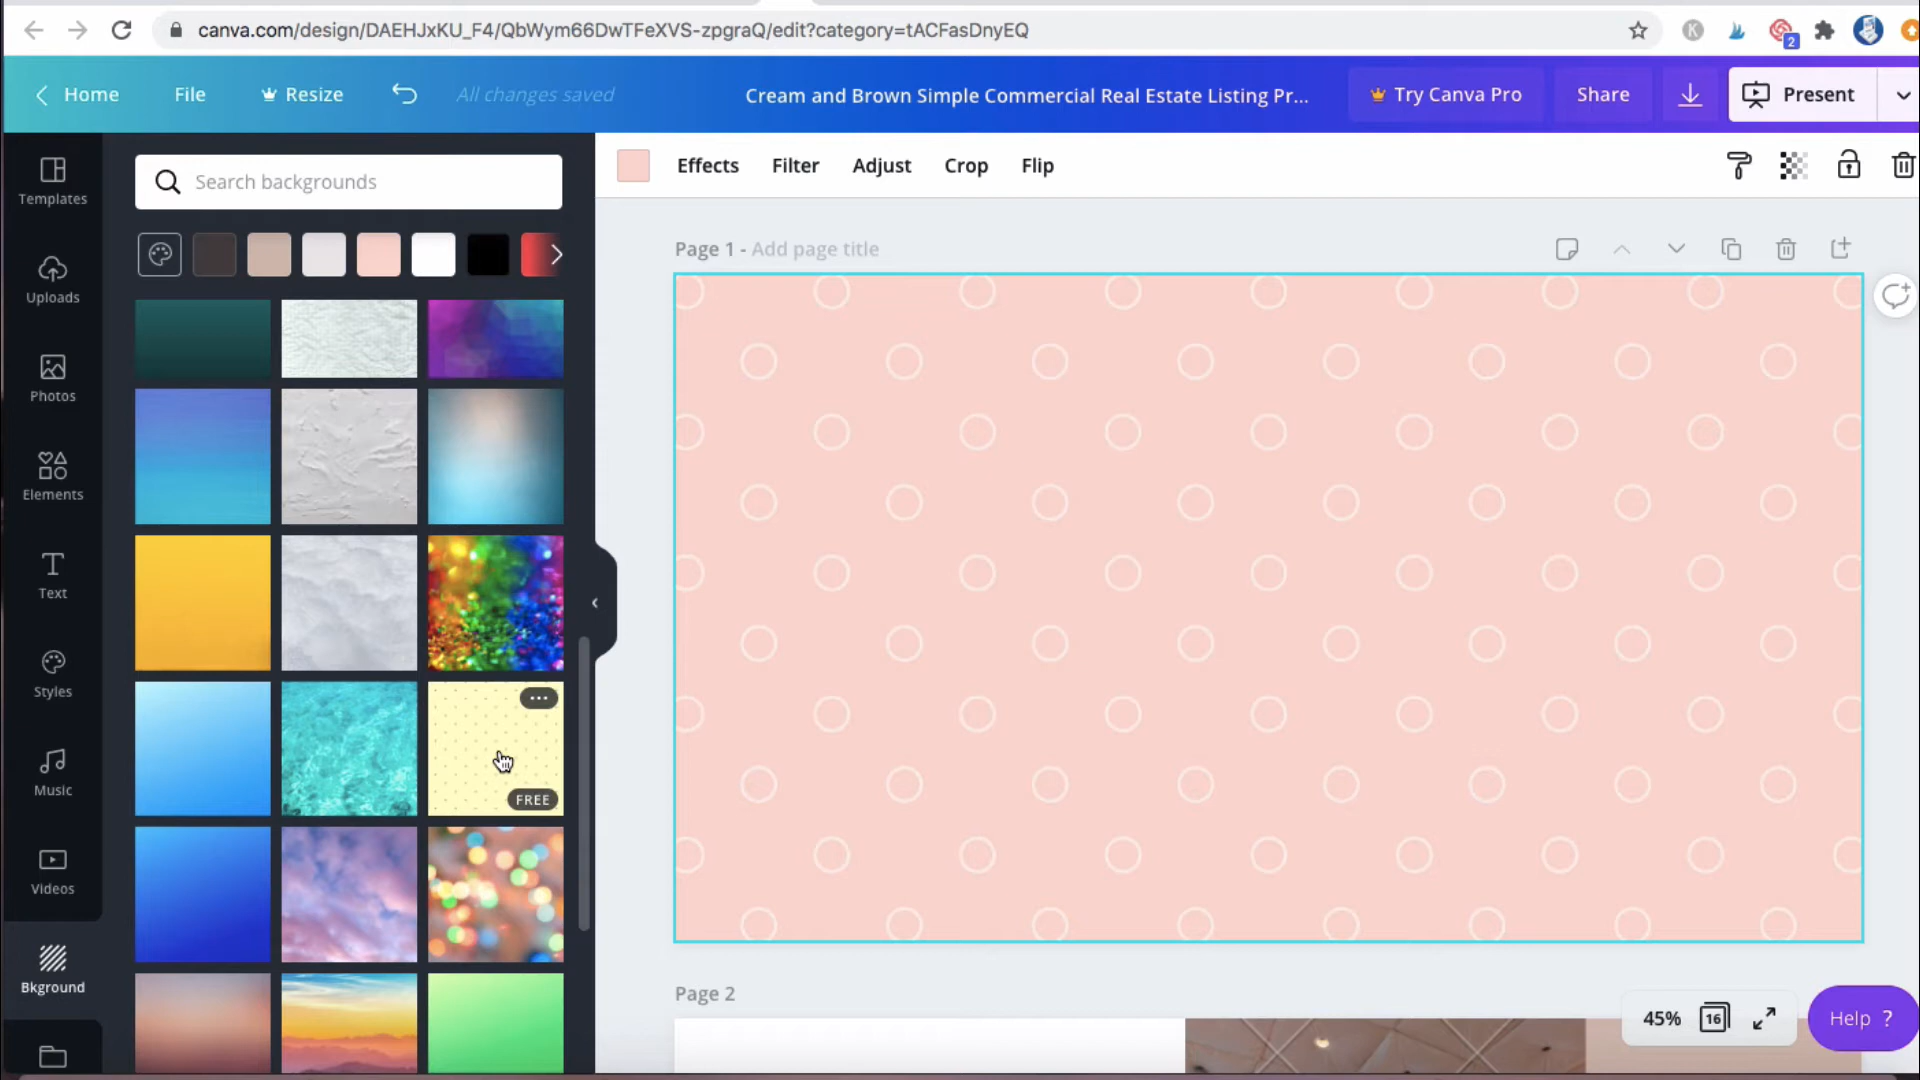 canva.com/design/DAEHJxKU_F4/QbWym66DwTFeXVS-zpgraQ/edit?category=tACFasDnyEQ
K
2
Home
File
Resize
All changes saved
Cream and Brown Simple Commercial Real Estate Listing Pr...
Try Canva Pro
Share
Present
Templates
Uploads
Photos
Elements
Text
Styles
Music
Videos
Bkground
Search backgrounds
FREE
Effects
Filter
Adjust
Crop
Flip
Page 1 - Add page title
Page 2
45%
16
Help ?